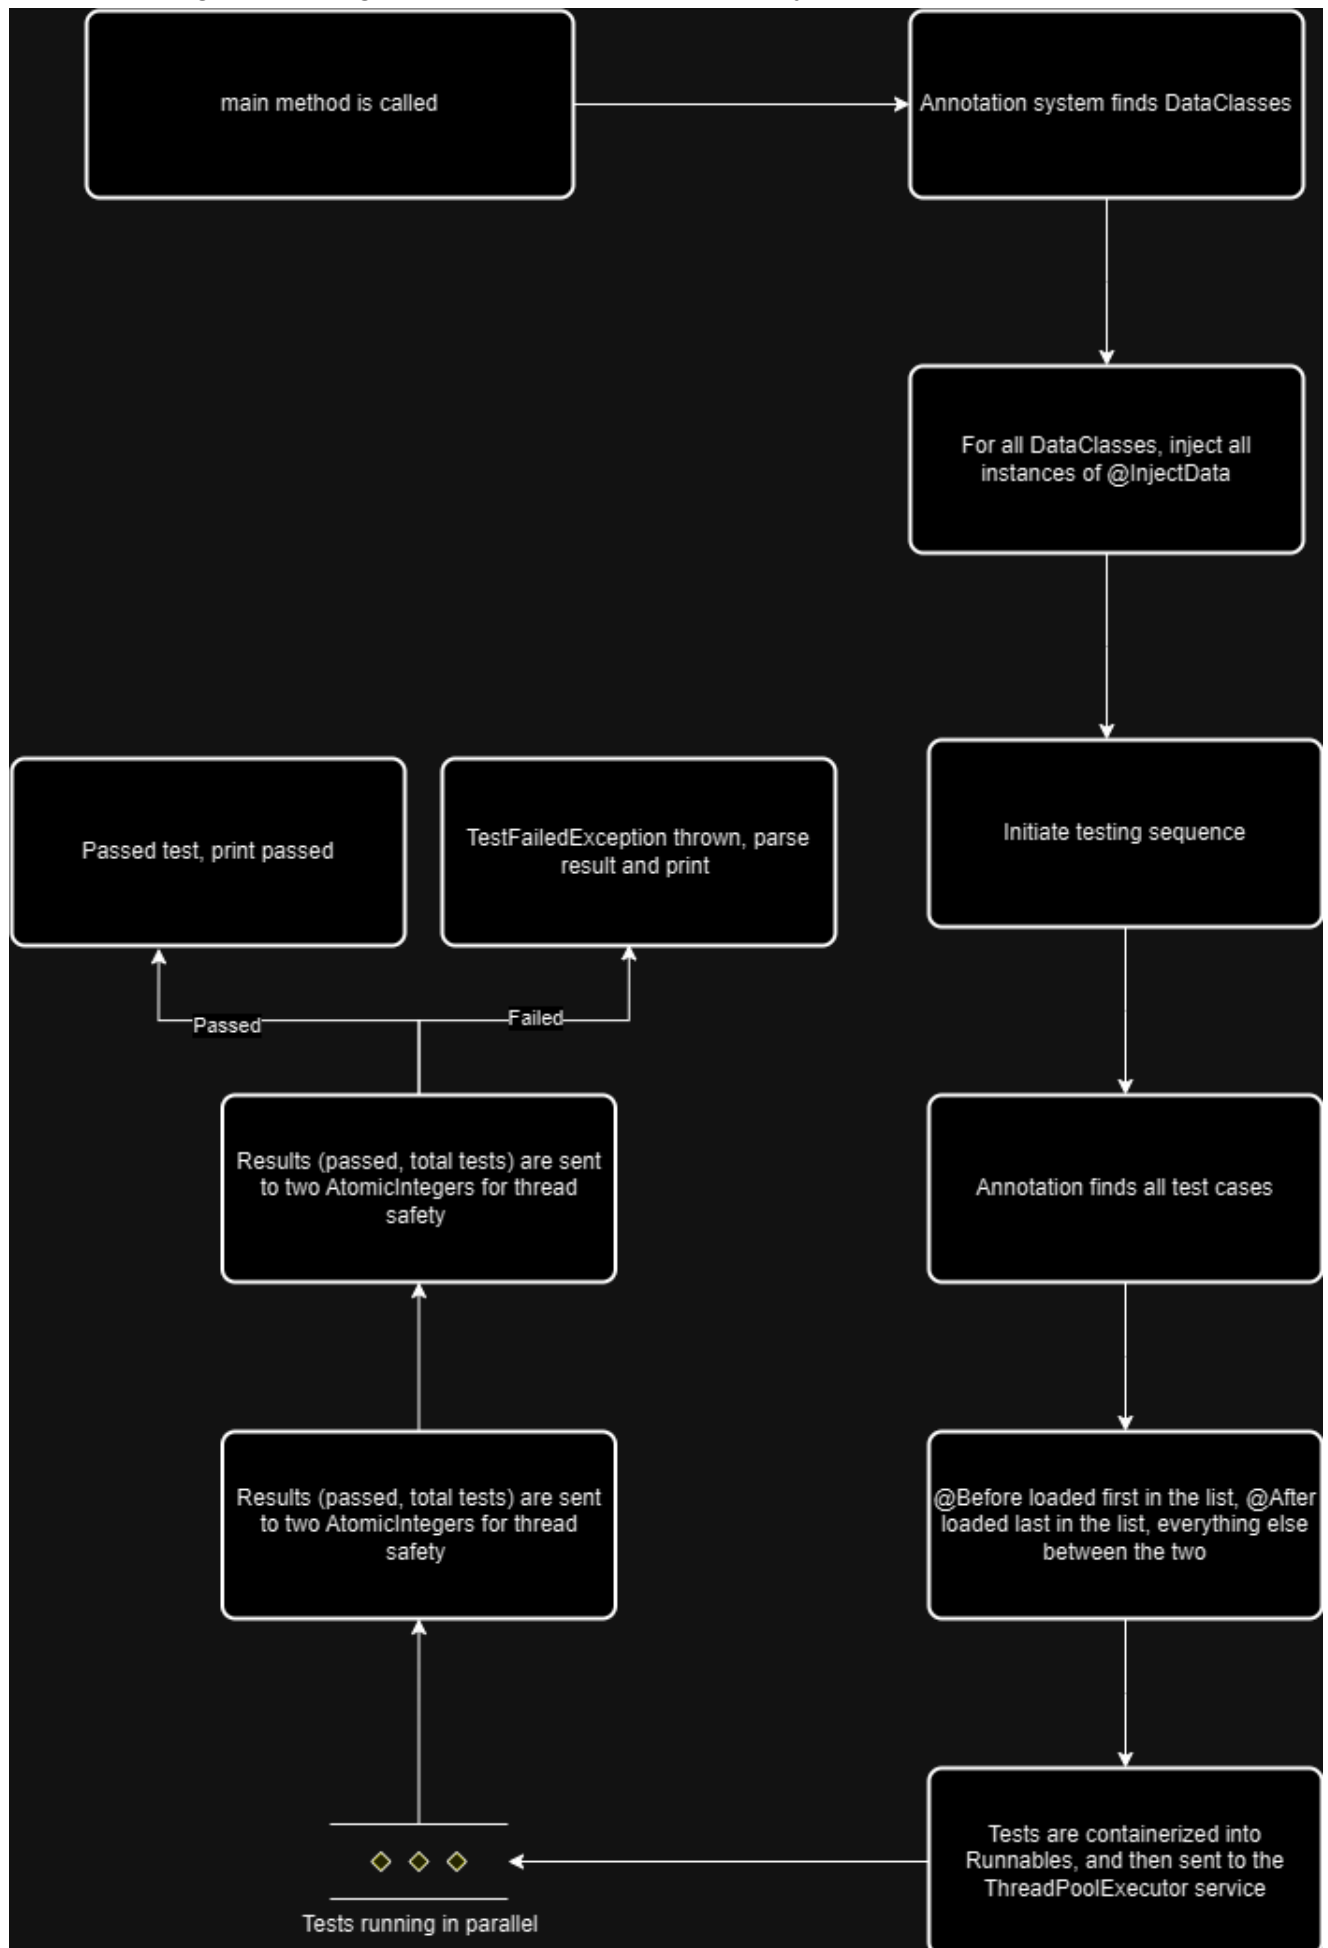 main method is called
Annotation system finds DataClasses
For all DataClasses, inject all
instances of @InjectData
Initiate testing sequence
Annotation finds all test cases
@Before loaded first in the list, @After
loaded last in the list, everything else
between the two
Tests are containerized into
Runnables, and then sent to the
ThreadPoolExecutor service
Tests running in parallel
Results (passed, total tests) are sent
to two AtomicIntegers for thread
safety
Results (passed, total tests) are sent
to two AtomicIntegers for thread
safety
Passed
Failed
Passed test, print passed
TestFailedException thrown, parse
result and print